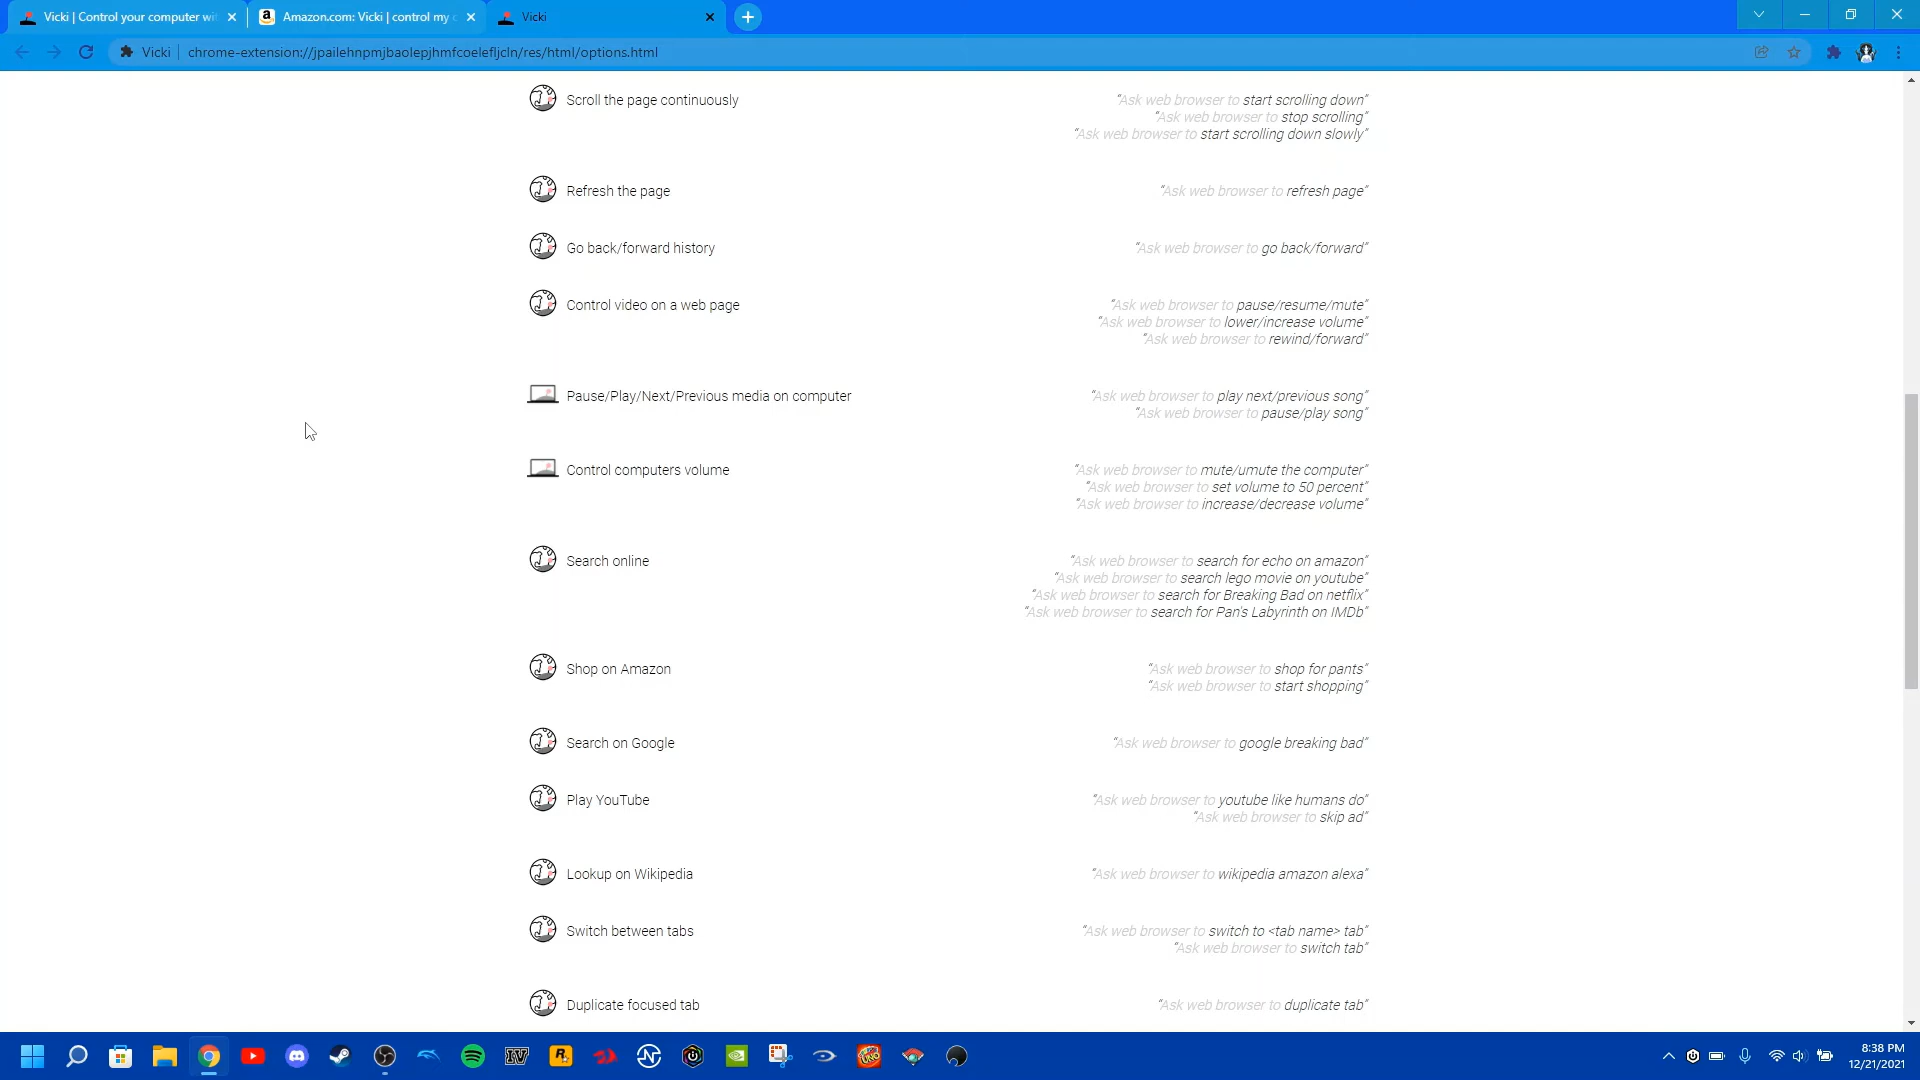 Vicki | Control your computer wit
Amazon.com: Vicki | control my c
Vicki
Vicki
chrome-extension://jpailehnpmjbaolepjhmfcoelefljcln/res/html/options.html
Scroll the page continuously
"Ask web browser to start scrolling down"
"Ask web browser to stop scrolling"
"Ask web browser to start scrolling down slowly"
Refresh the page
"Ask web browser to refresh page"
Go back/forward history
"Ask web browser to go back/forward"
Control video on a web page
"Ask web browser to pause/resume/mute"
"Ask web browser to lower/increase volume"
"Ask web browser to rewind/forward"
Pause/Play/Next/Previous media on computer
"Ask web browser to play next/previous song"
"Ask web browser to pause/play song"
Control computers volume
"Ask web browser to mute/umute the computer"
"Ask web browser to set volume to 50 percent"
"Ask web browser to increase/decrease volume"
Search online
"Ask web browser to search for echo on amazon"
"Ask web browser to search lego movie on youtube"
"Ask web browser to search for Breaking Bad on netflix"
"Ask web browser to search for Pan's Labyrinth on IMDb"
Shop on Amazon
"Ask web browser to shop for pants"
"Ask web browser to start shopping"
Search on Google
"Ask web browser to google breaking bad"
Play YouTube
"Ask web browser to youtube like humans do"
"Ask web browser to skip ad"
Lookup on Wikipedia
"Ask web browser to wikipedia amazon alexa"
Switch between tabs
"Ask web browser to switch to <tab name> tab"
"Ask web browser to switch tab"
Duplicate focused tab
"Ask web browser to duplicate tab"
IV
R
UNO
8:38 PM
12/21/2021